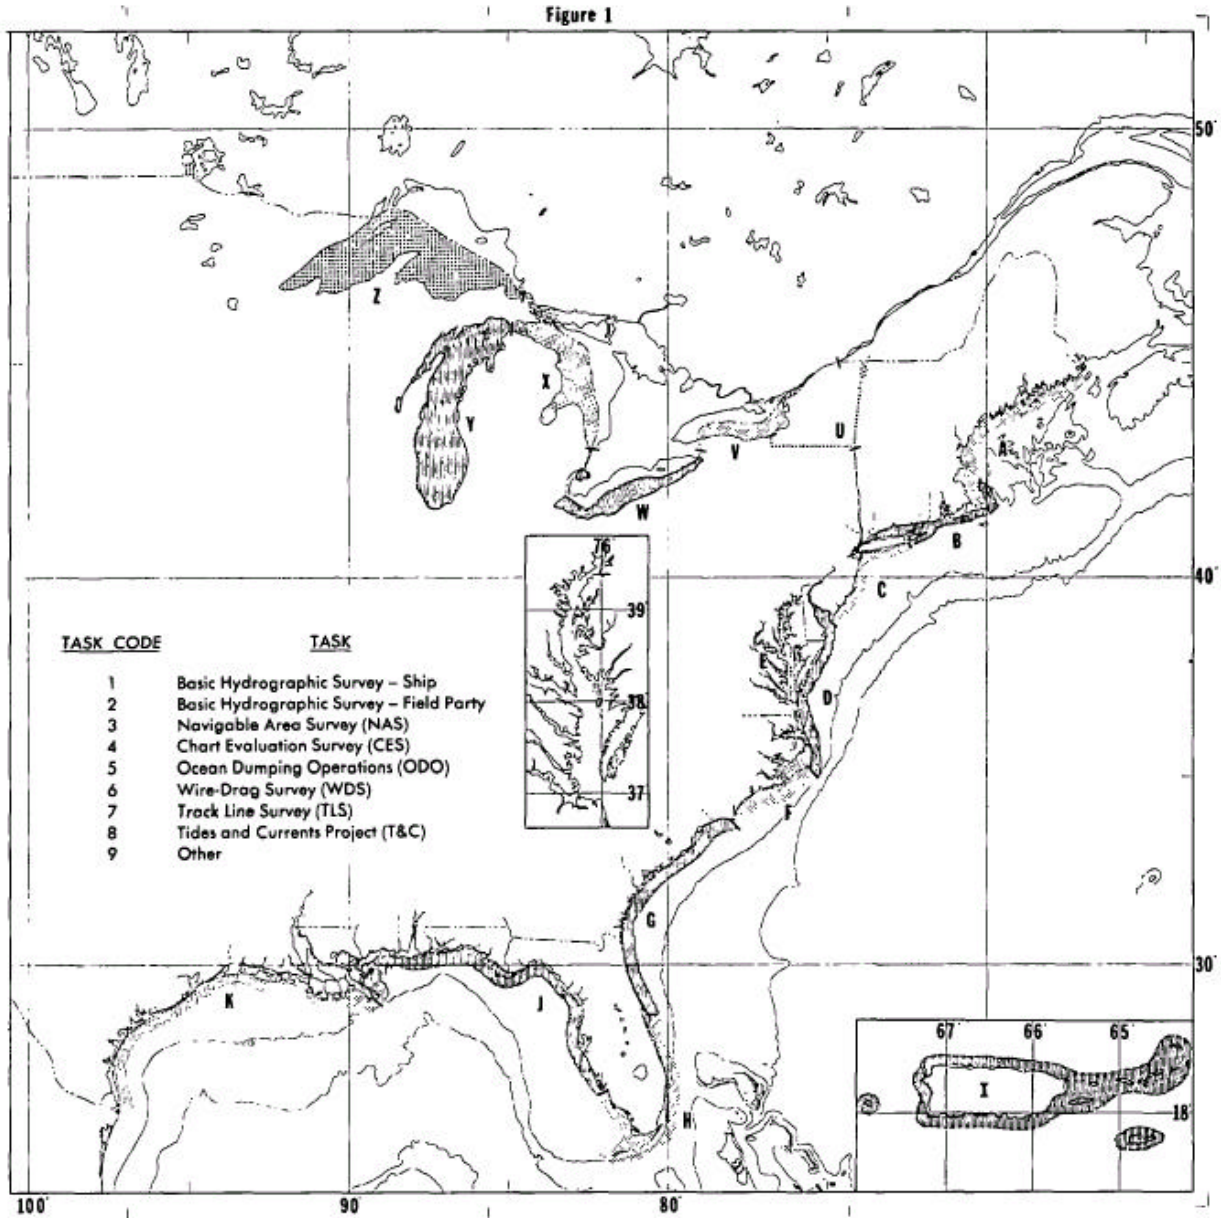 Figure 1
50°
Z
X
Y
U
A
V
W
B
76°
40°
C
39°
TASK CODE TASK
E
1 Basic Hydrographic Survey – Ship
38°
D
2 Basic Hydrographic Survey – Field Party
3 Navigable Area Survey (NAS)
4 Chart Evaluation Survey (CES)
5 Ocean Dumping Operations (ODO)
6 Wire-Drag Survey (WDS)
37°
7 Track Line Survey (TLS)
F
8 Tides and Currents Project (T&C)
9 Other
G
30°
K
J
67° 66° 65°
I
18°
H
100° 90° 80°